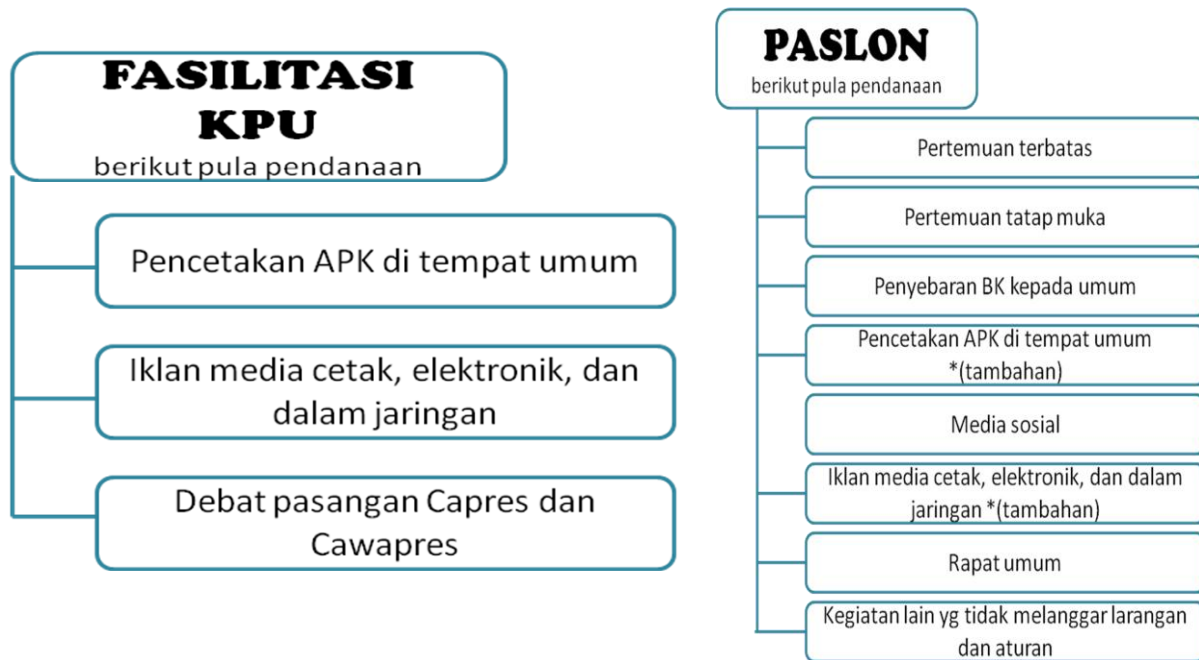 FASILITASI
KPU
berikut pula pendanaan
Pencetakan APK di tempat umum
Iklan media cetak, elektronik, dan
dalam jaringan
Debat pasangan Capres dan
Cawapres
PASLON
berikut pula pendanaan
Pertemuan terbatas
Pertemuan tatap muka
Penyebaran BK kepada umum
Pencetakan APK di tempat umum
*(tambahan)
Media sosial
Iklan media cetak, elektronik, dan dalam
jaringan *(tambahan)
Rapat umum
Kegiatan lain yg tidak melanggar larangan
dan aturan